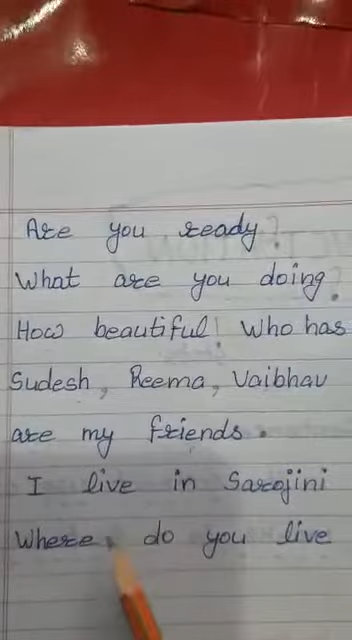 Are you ready?
What are you doing?
How beautiful! Who has
Sudesh, Reema, Vaibhav
are my friends.
I live in Sarojini
Where do you live